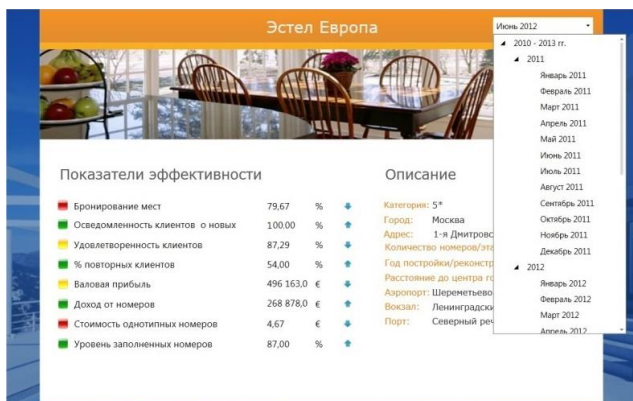 Эстел Европа
Июнь 2012
2010 - 2013 гг.
2011
Январь 2011
Февраль 2011
Март 2011
Апрель 2011
Май 2011
Июнь 2011
Июль 2011
Август 2011
Сентябрь 2011
Октябрь 2011
Ноябрь 2011
Декабрь 2011
2012
Январь 2012
Февраль 2012
Март 2012
Апрель 2012
Показатели эффективности
Бронирование мест 79,67 %
Осведомленность клиентов о новых 100,00 %
Удовлетворенность клиентов 87,29 %
% повторных клиентов 54,00 %
Валовая прибыль 496 163,0 €
Доход от номеров 268 878,0 €
Стоимость однотипных номеров 4,67 €
Уровень заполненных номеров 87,00 %
Описание
Категория: 5*
Город: Москва
Адрес: 1-я Дмитровс
Количество номеров/эта
Год постройки/реконстр
Расстояние до центра го
Аэропорт: Шереметьево
Вокзал: Ленинградски
Порт: Северный реч